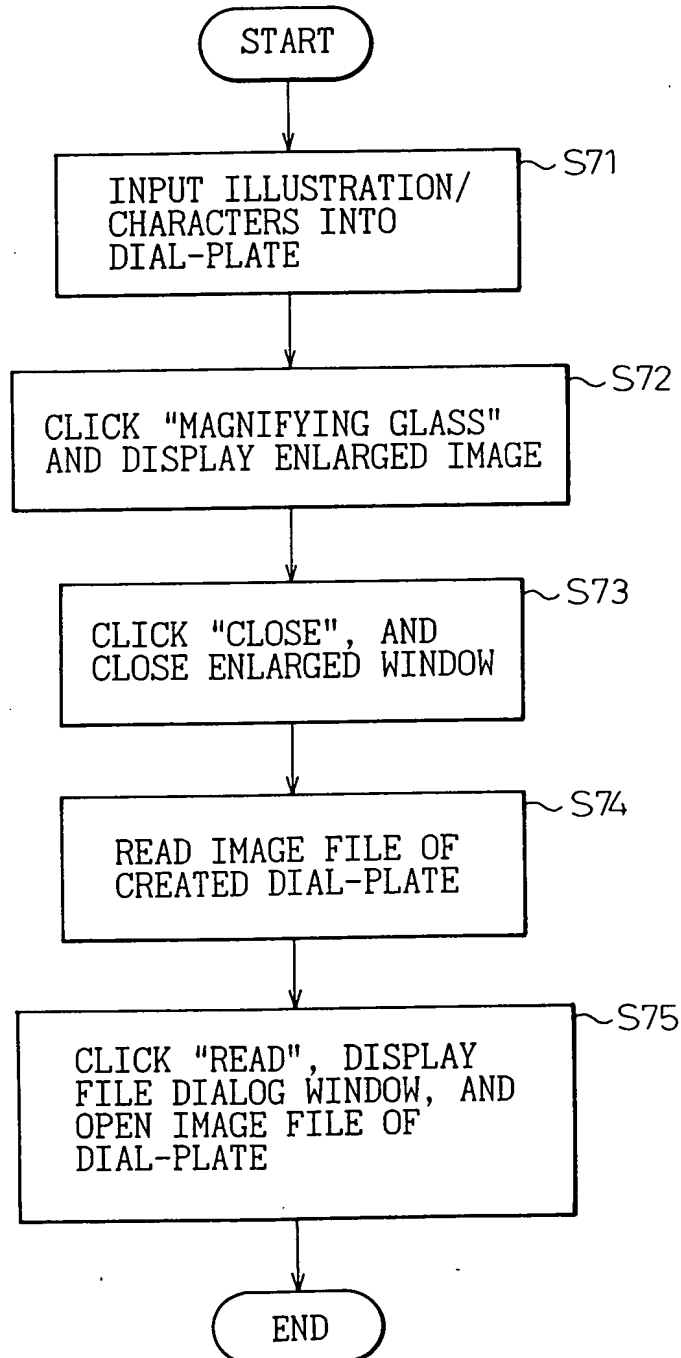 START
S71
INPUT ILLUSTRATION/
CHARACTERS INTO
DIAL-PLATE
S72
CLICK "MAGNIFYING GLASS"
AND DISPLAY ENLARGED IMAGE
S73
CLICK "CLOSE", AND
CLOSE ENLARGED WINDOW
S74
READ IMAGE FILE OF
CREATED DIAL-PLATE
S75
CLICK "READ", DISPLAY
FILE DIALOG WINDOW, AND
OPEN IMAGE FILE OF
DIAL-PLATE
END